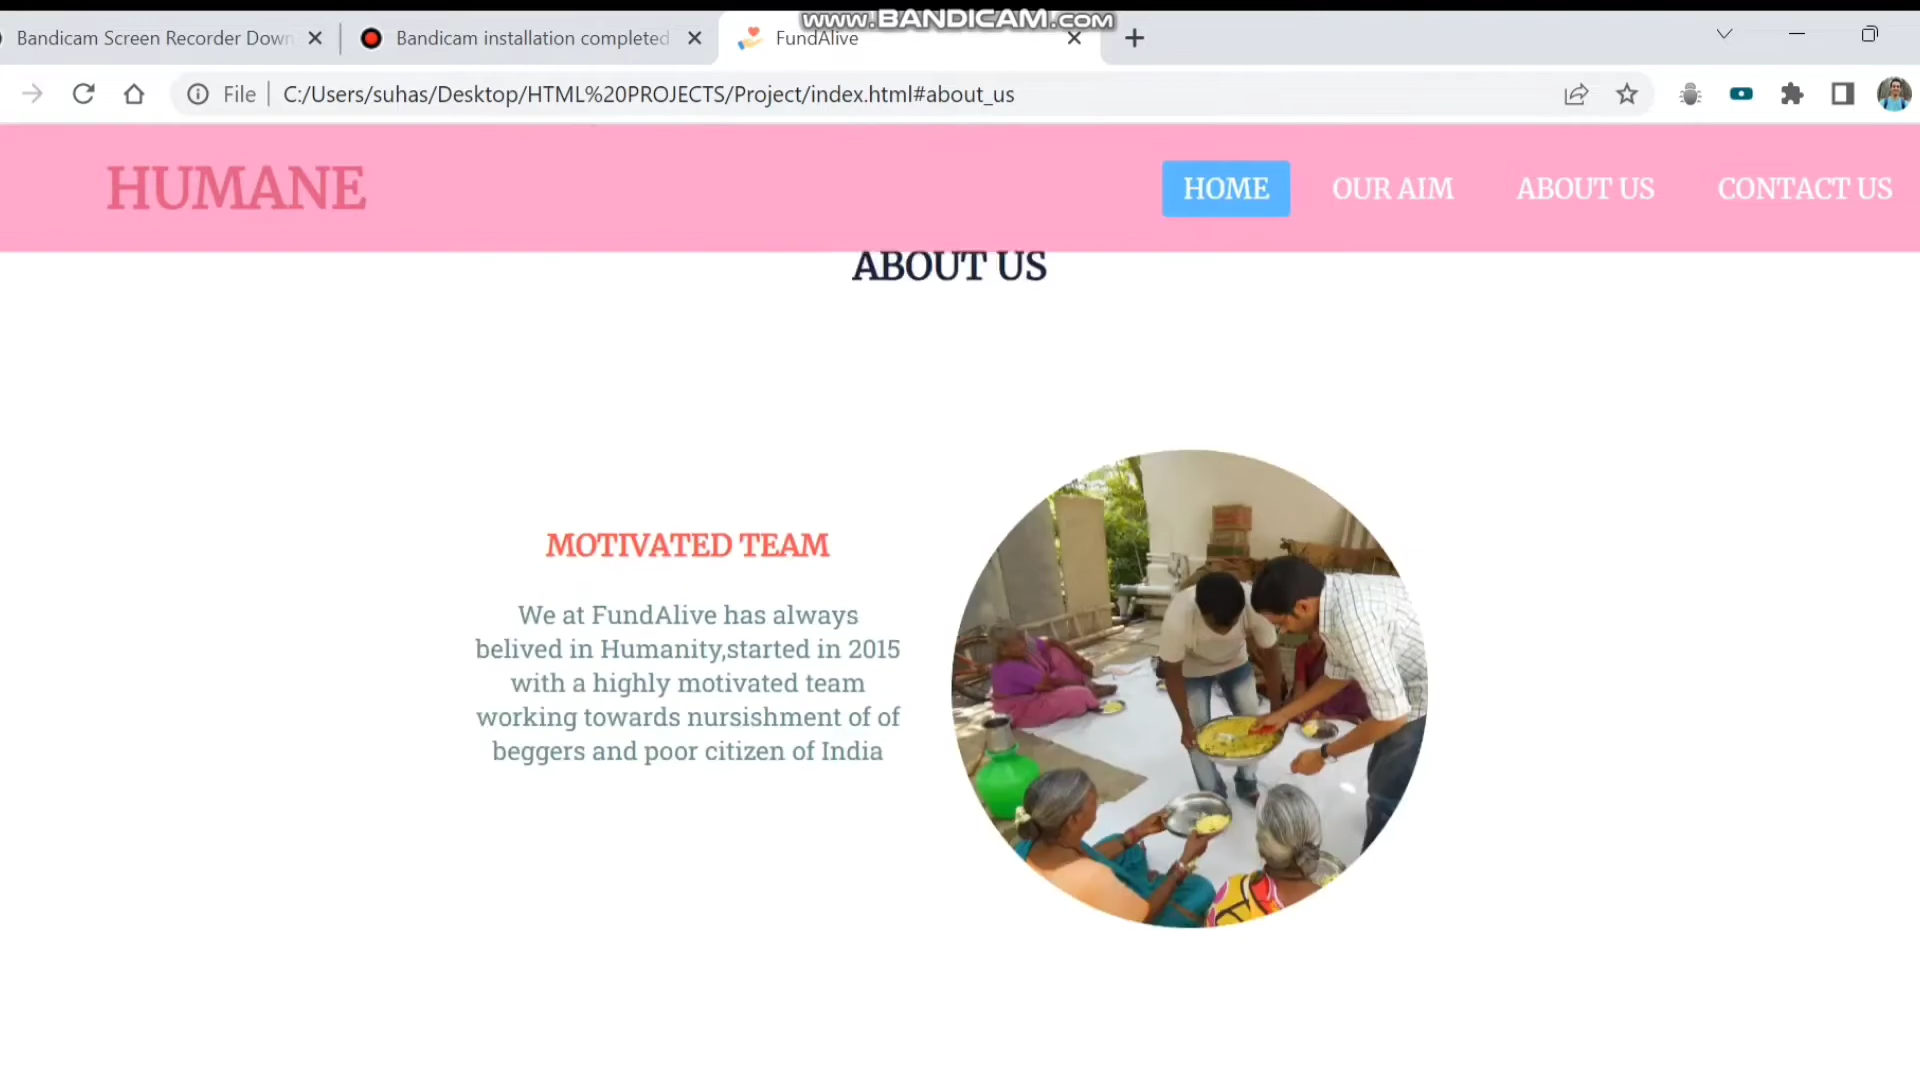 www.BANDICAM.com
Bandicam Screen Recorder Down
Bandicam installation completed
FundAlive
File
C:/Users/suhas/Desktop/HTML%20PROJECTS/Project/index.html#about_us
HUMANE
HOME
OUR AIM
ABOUT US
CONTACT US
ABOUT US
MOTIVATED TEAM
We at FundAlive has always
belived in Humanity,started in 2015
with a highly motivated team
working towards nursishment of of
beggers and poor citizen of India